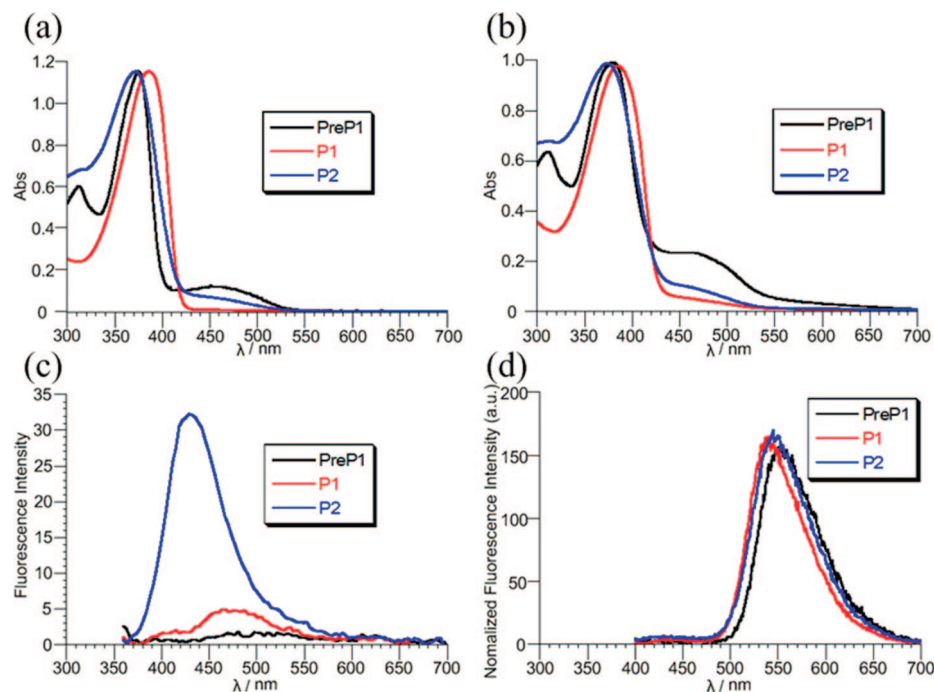 (a)
1.2
1.0
0.8
0.6
0.4
0.2
0
Abs
PreP1
P1
P2
300 350 400 450 500 550 600 650 700
λ / nm
(b)
1.0
0.8
0.6
0.4
0.2
0.0
Abs
PreP1
P1
P2
300 350 400 450 500 550 600 650 700
λ / nm
(c)
35
30
25
20
15
10
5
0
Fluorescence Intensity
PreP1
P1
P2
300 350 400 450 500 550 600 650 700
λ / nm
(d)
200
150
100
50
0
Nomalized Fluorescence Intensity (a.u.)
PreP1
P1
P2
300 350 400 450 500 550 600 650 700
λ / nm